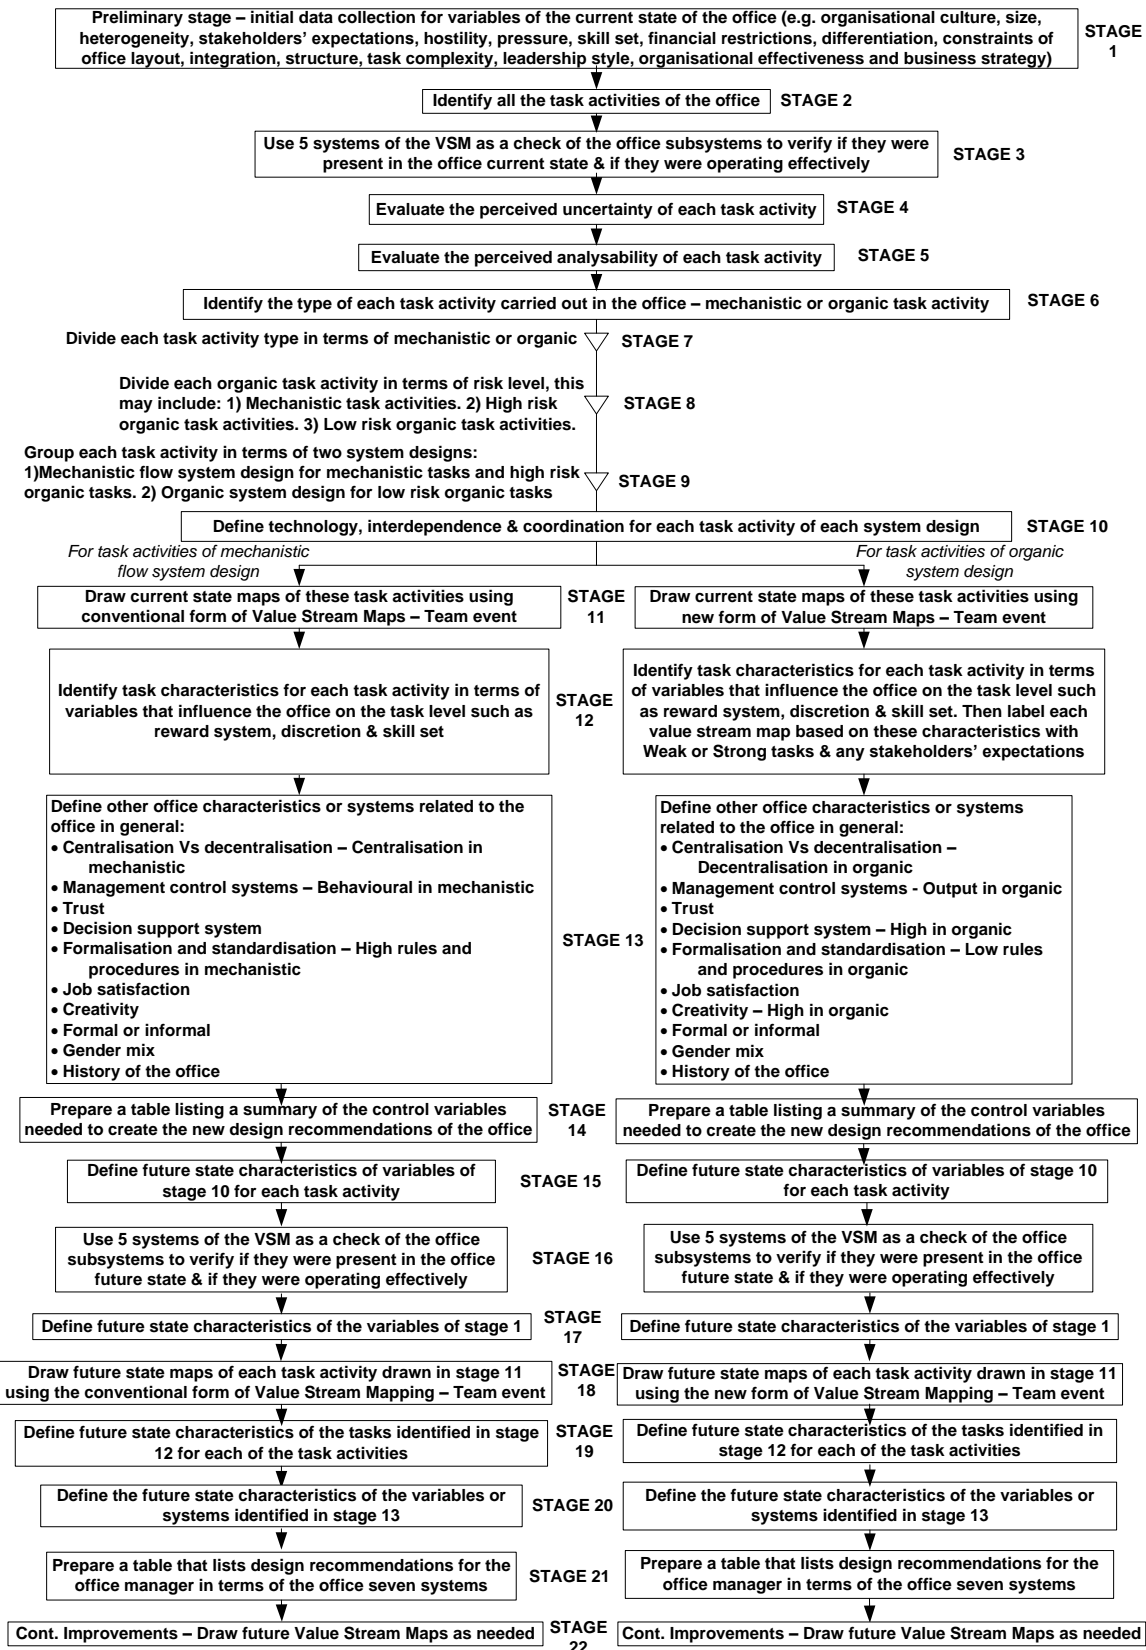 Preliminary stage – initial data collection for variables of the current state of the office (e.g. organisational culture, size,
heterogeneity, stakeholders’ expectations, hostility, pressure, skill set, financial restrictions, differentiation, constraints of
office layout, integration, structure, task complexity, leadership style, organisational effectiveness and business strategy)
STAGE
1
Identify all the task activities of the office
STAGE 2
Use 5 systems of the VSM as a check of the office subsystems to verify if they were
present in the office current state & if they were operating effectively
STAGE 3
Evaluate the perceived uncertainty of each task activity
STAGE 4
Evaluate the perceived analysability of each task activity
STAGE 5
Identify the type of each task activity carried out in the office – mechanistic or organic task activity
STAGE 6
Divide each task activity type in terms of mechanistic or organic
STAGE 7
Divide each organic task activity in terms of risk level, this
may include: 1) Mechanistic task activities. 2) High risk
organic task activities. 3) Low risk organic task activities.
STAGE 8
Group each task activity in terms of two system designs:
1)Mechanistic flow system design for mechanistic tasks and high risk
organic tasks. 2) Organic system design for low risk organic tasks
STAGE 9
Define technology, interdependence & coordination for each task activity of each system design
STAGE 10
For task activities of mechanistic
flow system design
For task activities of organic
system design
Draw current state maps of these task activities using
conventional form of Value Stream Maps – Team event
STAGE
11
Draw current state maps of these task activities using
new form of Value Stream Maps – Team event
Identify task characteristics for each task activity in terms of
variables that influence the office on the task level such as
reward system, discretion & skill set
STAGE
12
Identify task characteristics for each task activity in terms
of variables that influence the office on the task level such
as reward system, discretion & skill set. Then label each
value stream map based on these characteristics with
Weak or Strong tasks & any stakeholders’ expectations
Define other office characteristics or systems related to the
office in general:
• Centralisation Vs decentralisation – Centralisation in
mechanistic
• Management control systems – Behavioural in mechanistic
• Trust
• Decision support system
• Formalisation and standardisation – High rules and
procedures in mechanistic
• Job satisfaction
• Creativity
• Formal or informal
• Gender mix
• History of the office
STAGE 13
Define other office characteristics or systems
related to the office in general:
• Centralisation Vs decentralisation –
Decentralisation in organic
• Management control systems - Output in organic
• Trust
• Decision support system – High in organic
• Formalisation and standardisation – Low rules
and procedures in organic
• Job satisfaction
• Creativity – High in organic
• Formal or informal
• Gender mix
• History of the office
Prepare a table listing a summary of the control variables
needed to create the new design recommendations of the office
STAGE
14
Prepare a table listing a summary of the control variables
needed to create the new design recommendations of the office
Define future state characteristics of variables of
stage 10 for each task activity
STAGE 15
Define future state characteristics of variables of stage 10
for each task activity
Use 5 systems of the VSM as a check of the office
subsystems to verify if they were present in the office
future state & if they were operating effectively
STAGE 16
Use 5 systems of the VSM as a check of the office
subsystems to verify if they were present in the office
future state & if they were operating effectively
Define future state characteristics of the variables of stage 1
STAGE
17
Define future state characteristics of the variables of stage 1
Draw future state maps of each task activity drawn in stage 11
using the conventional form of Value Stream Mapping – Team event
STAGE
18
Draw future state maps of each task activity drawn in stage 11
using the new form of Value Stream Mapping – Team event
Define future state characteristics of the tasks identified in stage
12 for each of the task activities
STAGE
19
Define future state characteristics of the tasks identified in
stage 12 for each of the task activities
Define the future state characteristics of the variables or
systems identified in stage 13
STAGE 20
Define the future state characteristics of the variables or
systems identified in stage 13
Prepare a table that lists design recommendations for the
office manager in terms of the office seven systems
STAGE 21
Prepare a table that lists design recommendations for the
office manager in terms of the office seven systems
Cont. Improvements – Draw future Value Stream Maps as needed
STAGE
22
Cont. Improvements – Draw future Value Stream Maps as needed